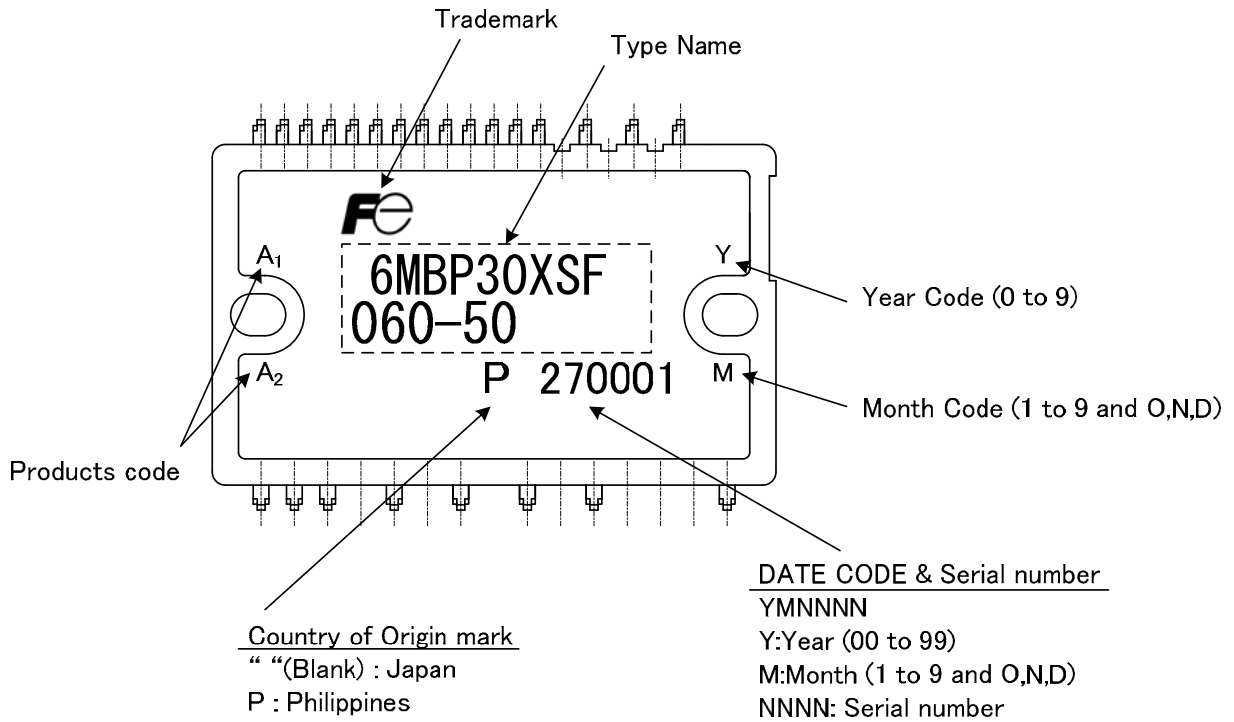 Trademark
Type Name
Fe
A₁
Y
6MBP30XSF
060-50
Year Code (0 to 9)
A₂
P 270001
M
Month Code (1 to 9 and O,N,D)
Products code
DATE CODE & Serial number
YMNNNN
Y:Year (00 to 99)
M:Month (1 to 9 and O,N,D)
NNNN: Serial number
Country of Origin mark
“ “(Blank) : Japan
P : Philippines